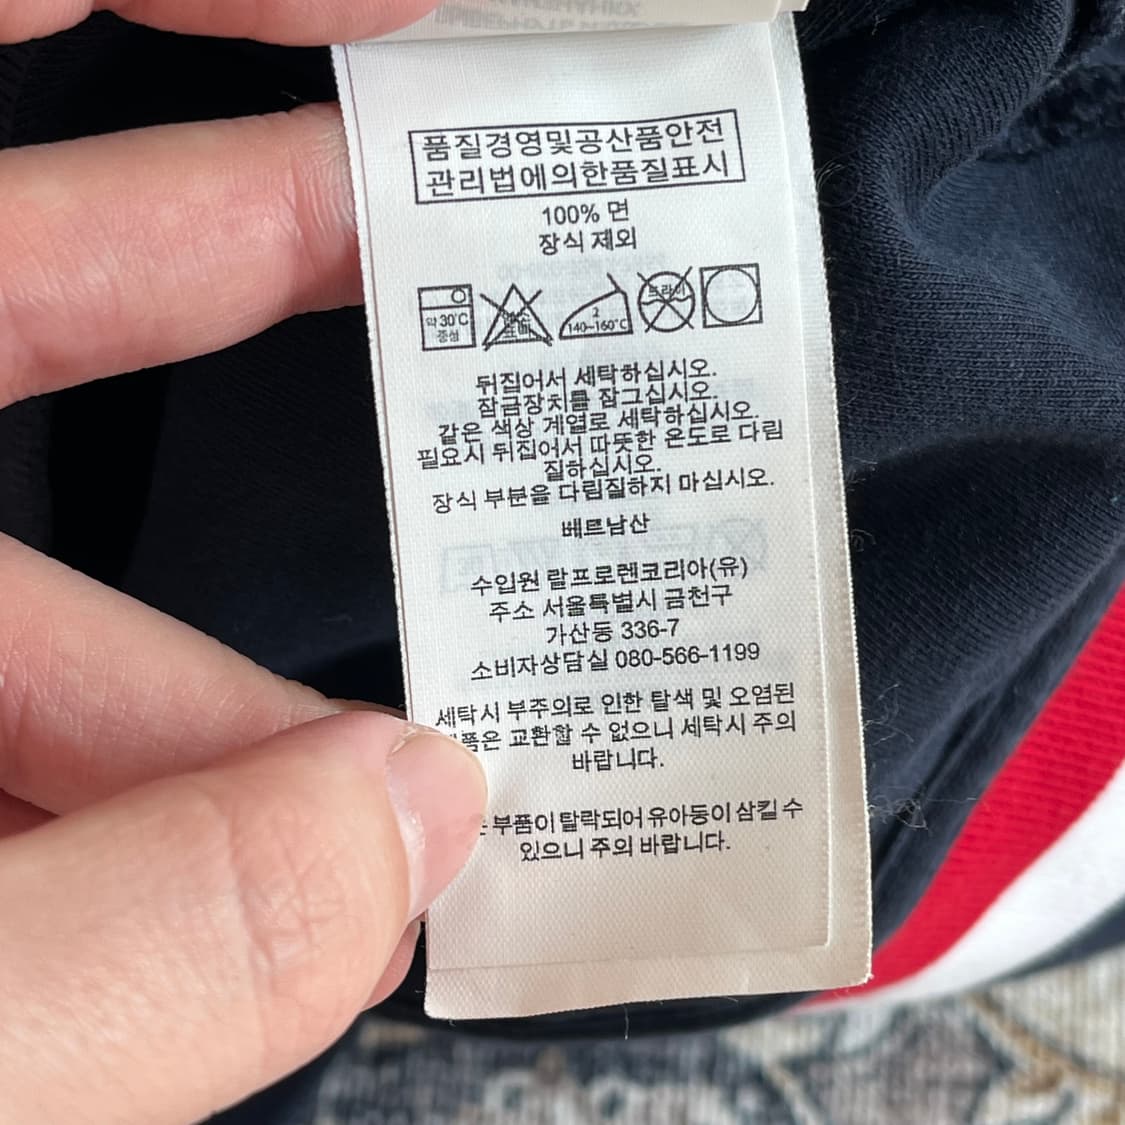 품질경영및공산품안전
관리법에의한품질표시
100% 면
장식 제외
약 30℃
중성
염소
표백
2
140~160℃
드라이
뒤집어서 세탁하십시오.
잠금장치를 잠그십시오.
같은 색상 계열로 세탁하십시오.
필요시 뒤집어서 따뜻한 온도로 다림
질하십시오.
장식 부분을 다림질하지 마십시오.
베트남산
수입원 랄프로렌코리아(유)
주소 서울특별시 금천구
가산동 336-7
소비자상담실 080-566-1199
세탁시 부주의로 인한 탈색 및 오염된
교환할 수 없으니 세탁시 주의
바랍니다.
부품이 탈락되어 유아등이 삼킬 수
있으니 주의 바랍니다.